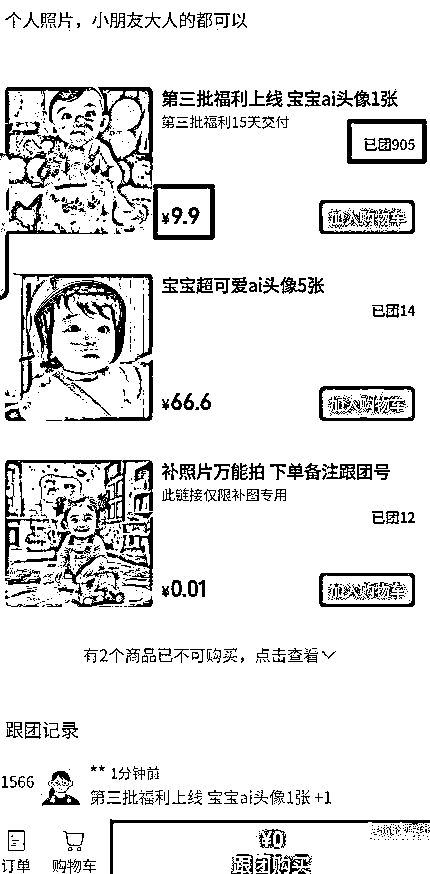 个人照片，小朋友大人的都可以
第三批福利上线 宝宝ai头像1张
第三批福利15天交付
已团905
¥9.9
加入购物车
宝宝超可爱ai头像5张
已团14
¥66.6
加入购物车
补照片万能拍 下单备注跟团号
此链接仅限补图专用
已团12
¥0.01
加入购物车
有2个商品已不可购买，点击查看
跟团记录
1566
** 1分钟前
第三批福利上线 宝宝ai头像1张 +1
订单
购物车
¥0
跟团购买